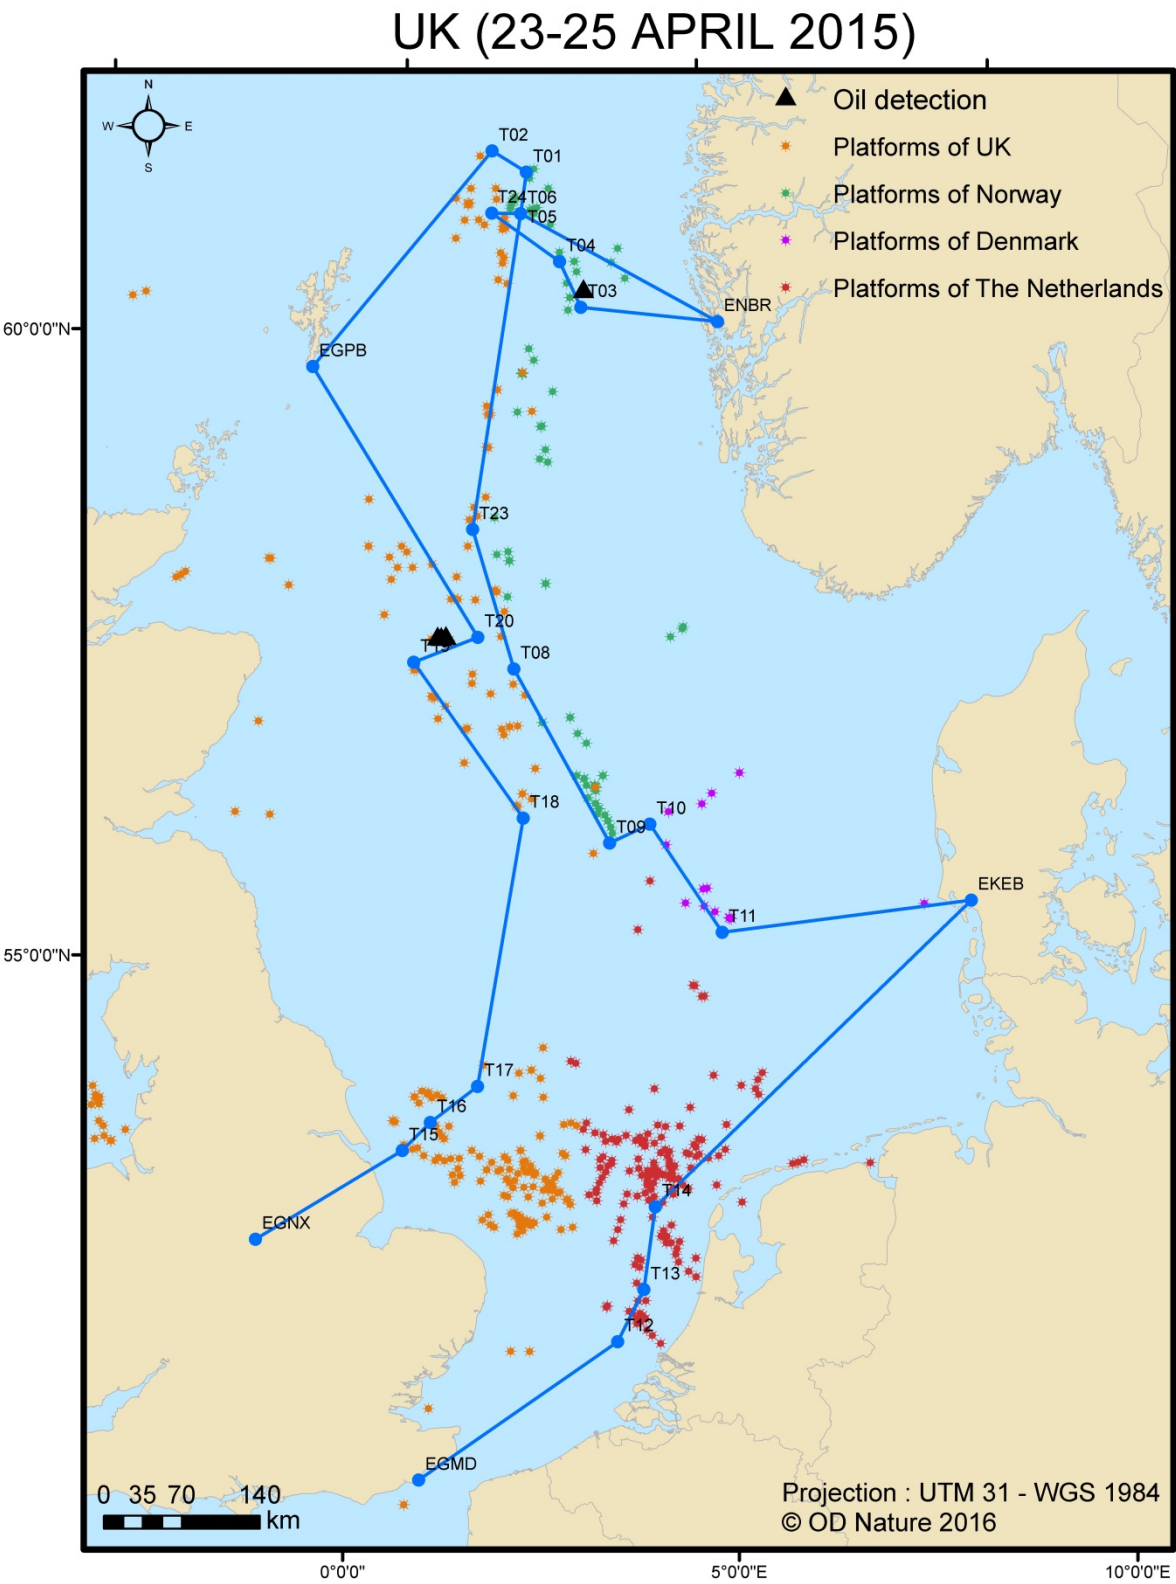 UK (23-25 APRIL 2015)
N
W E
S
Oil detection
Platforms of UK
Platforms of Norway
Platforms of Denmark
Platforms of The Netherlands
T02
T01
T24 T06
T05
T04
T03
ENBR
60°0'0"N
EGPB
T23
T20
T19
T08
T18
T10
T09
EKEB
T11
55°0'0"N
T17
T16
T15
T14
EGNX
T13
T12
EGMD
0 35 70 140
km
Projection : UTM 31 - WGS 1984
© OD Nature 2016
0°0'0" 5°0'0"E 10°0'0"E